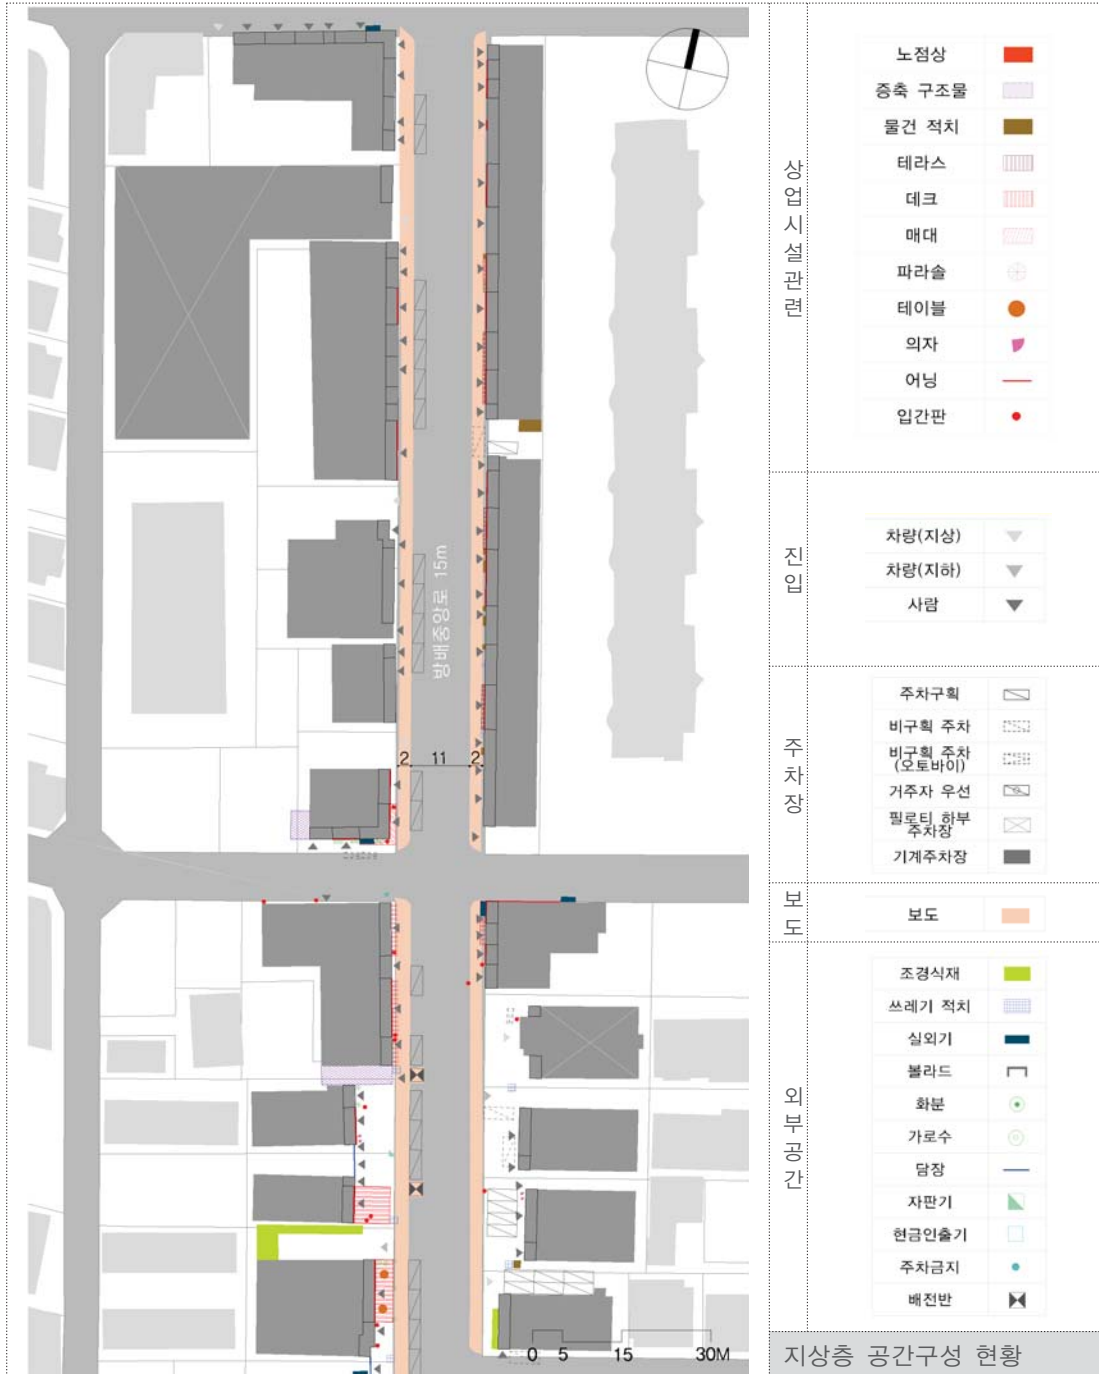 방배중앙로 15m
2 11 2
0 5 15 30M
상업시설관련
노점상
증축 구조물
물건 적치
테라스
데크
매대
파라솔
테이블
의자
어닝
입간판
진입
차량(지상)
차량(지하)
사람
주차장
주차구획
비구획 주차
비구획 주차
(오토바이)
거주자 우선
필로티 하부
주차장
기계주차장
보도
보도
외부공간
조경식재
쓰레기 적치
실외기
볼라드
화분
가로수
담장
자판기
현금인출기
주차금지
배전반
지상층 공간구성 현황